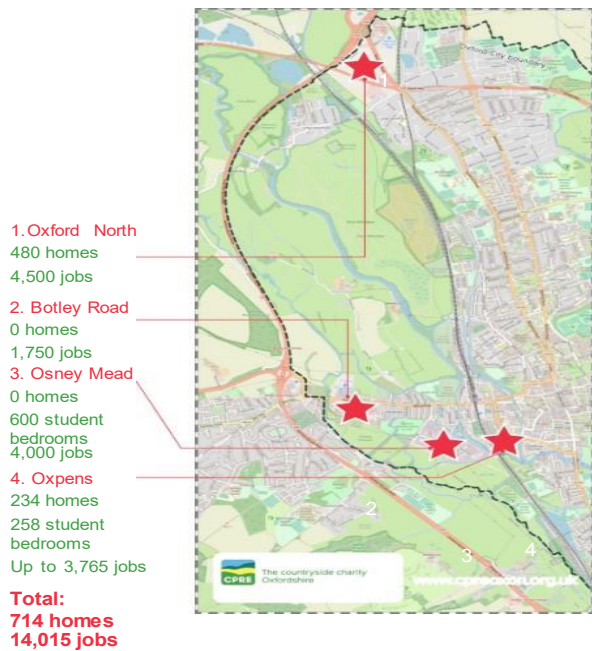 1. Oxford North
480 homes
4,500 jobs
2. Botley Road
0 homes
1,750 jobs
3. Osney Mead
0 homes
600 student
bedrooms
4,000 jobs
4. Oxpens
234 homes
258 student
bedrooms
Up to 3,765 jobs
Total:
714 homes
14,015 jobs
Oxford City boundary
1
2
3
4
CPRE
The countryside charity
Oxfordshire
www.cpreoxon.org.uk